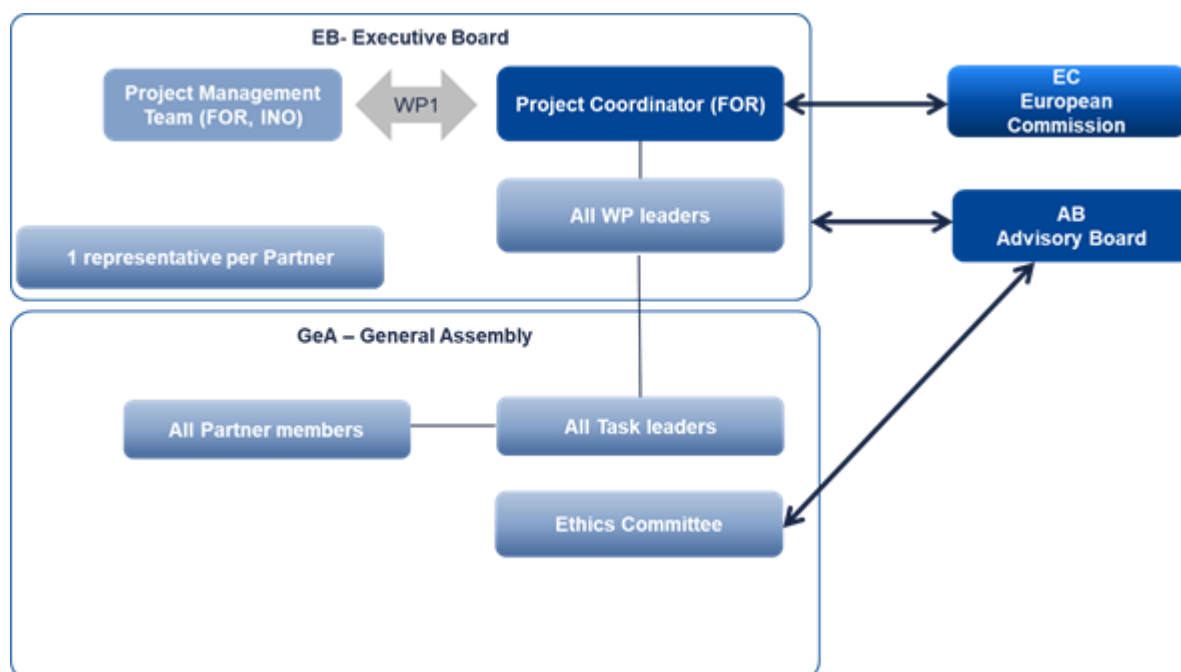 EB- Executive Board
Project Management
Team (FOR, INO)
WP1
Project Coordinator (FOR)
EC
European
Commission
All WP leaders
AB
Advisory Board
1 representative per Partner
GeA – General Assembly
All Partner members
All Task leaders
Ethics Committee